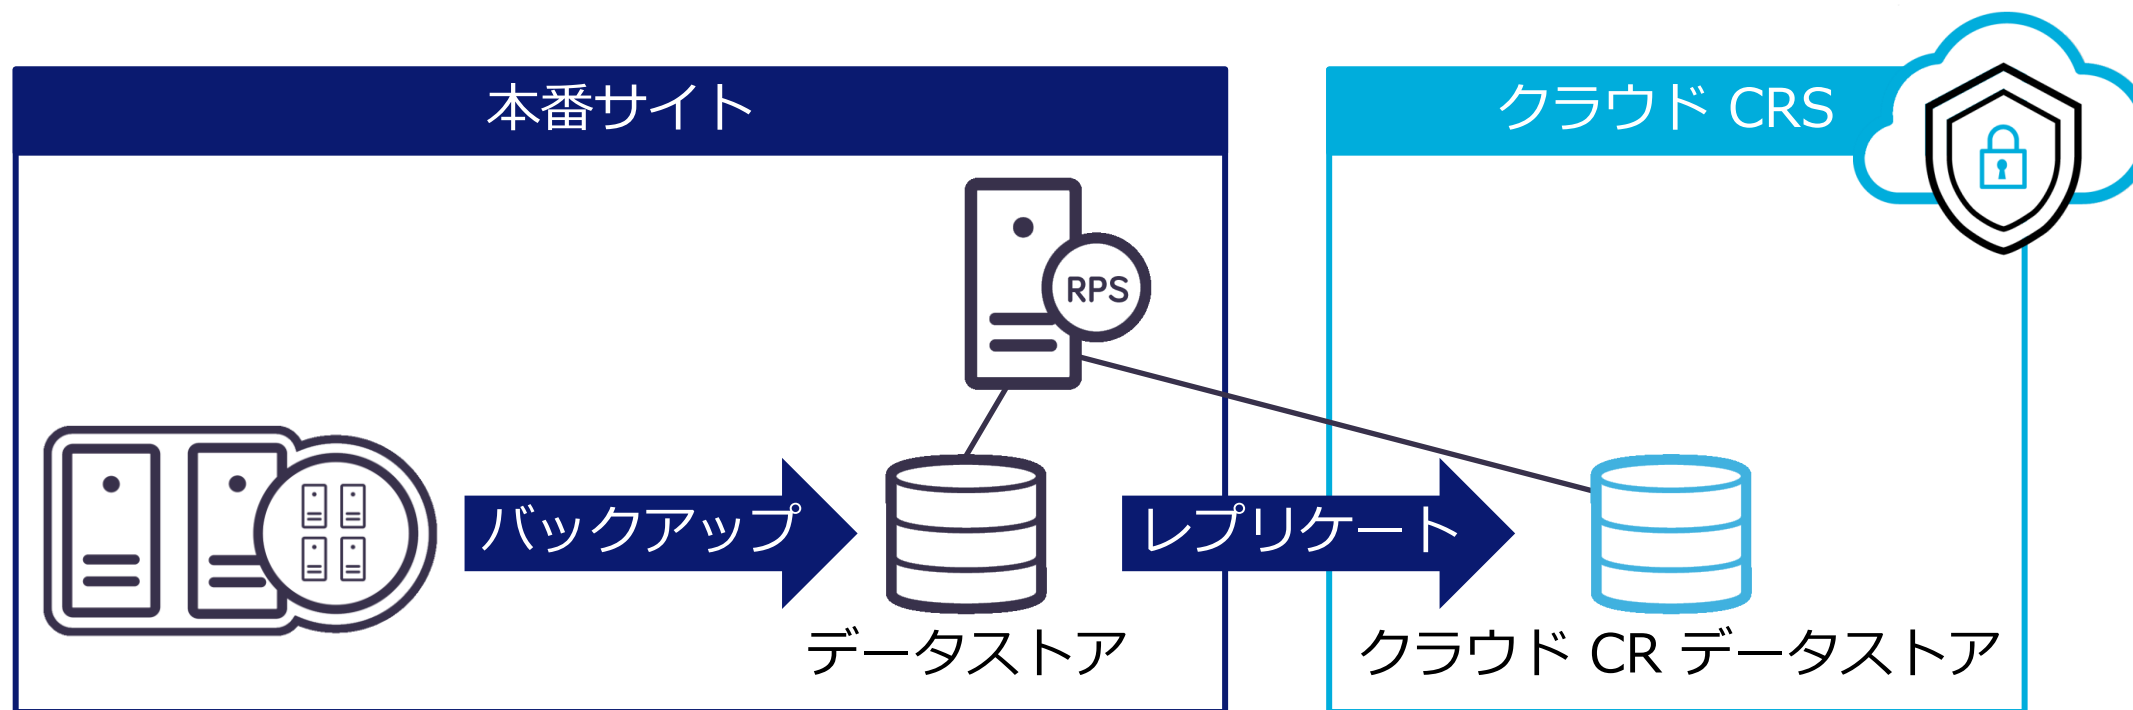 本番サイト
クラウド CRS
RPS
バックアップ
レプリケート
データストア
クラウド CR データストア